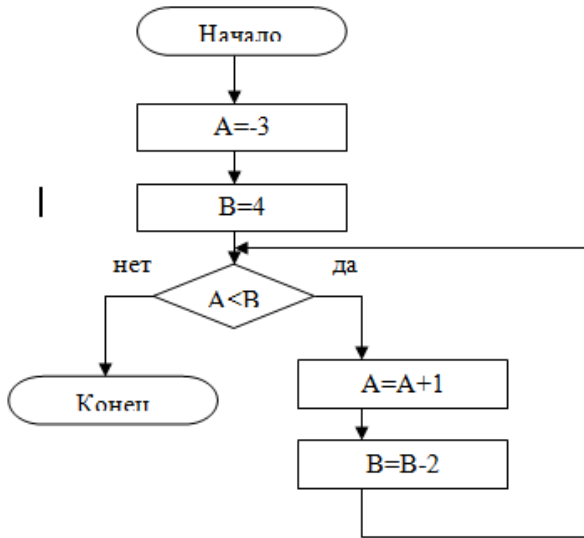 Начало
A=-3
B=4
нет
да
A<B
A=A+1
Конец
B=B-2